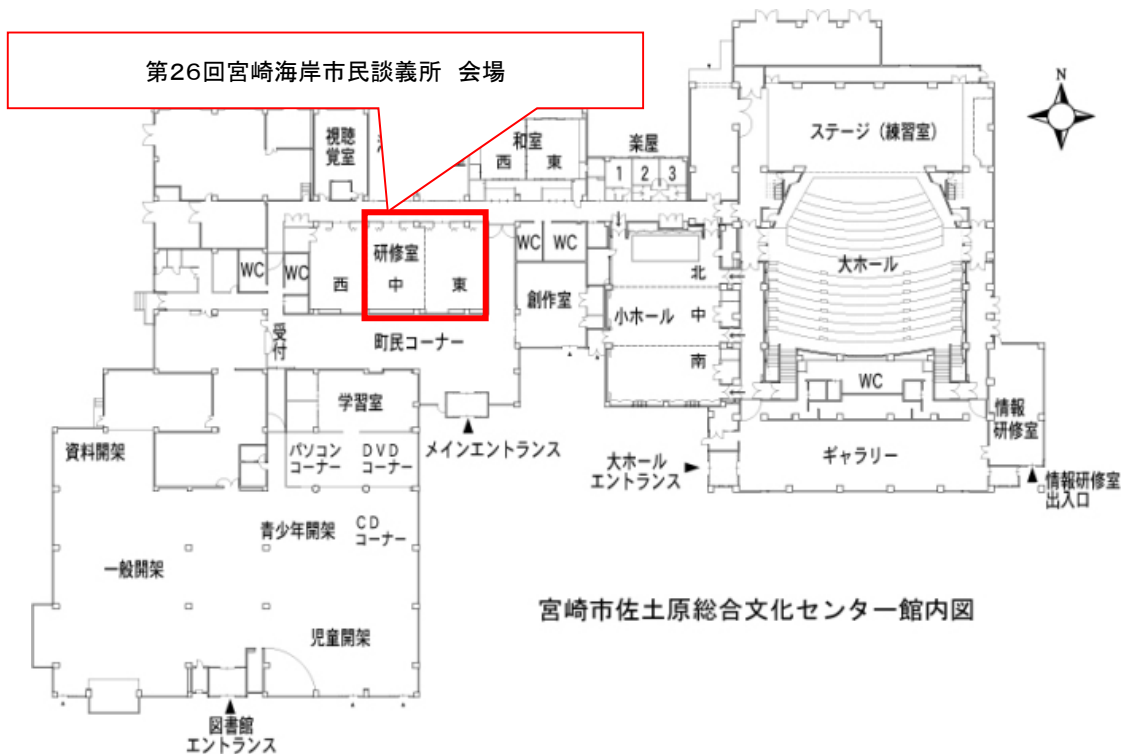 第26回宮崎海岸市民談義所 会場
N
視聴
覚室
和室
西 東
楽屋
1 2 3
ステージ（練習室）
大ホール
WC
WC
研修室
西 中 東
WC WC
創作室
北
小ホール 中
南
受付
町民コーナー
WC
学習室
メインエントランス
資料開架
パソコン
コーナー
DVD
コーナー
大ホール
エントランス
ギャラリー
情報
研修室
情報研修室
出入口
青少年開架
CD
コーナー
一般開架
児童開架
宮崎市佐土原総合文化センター館内図
図書館
エントランス